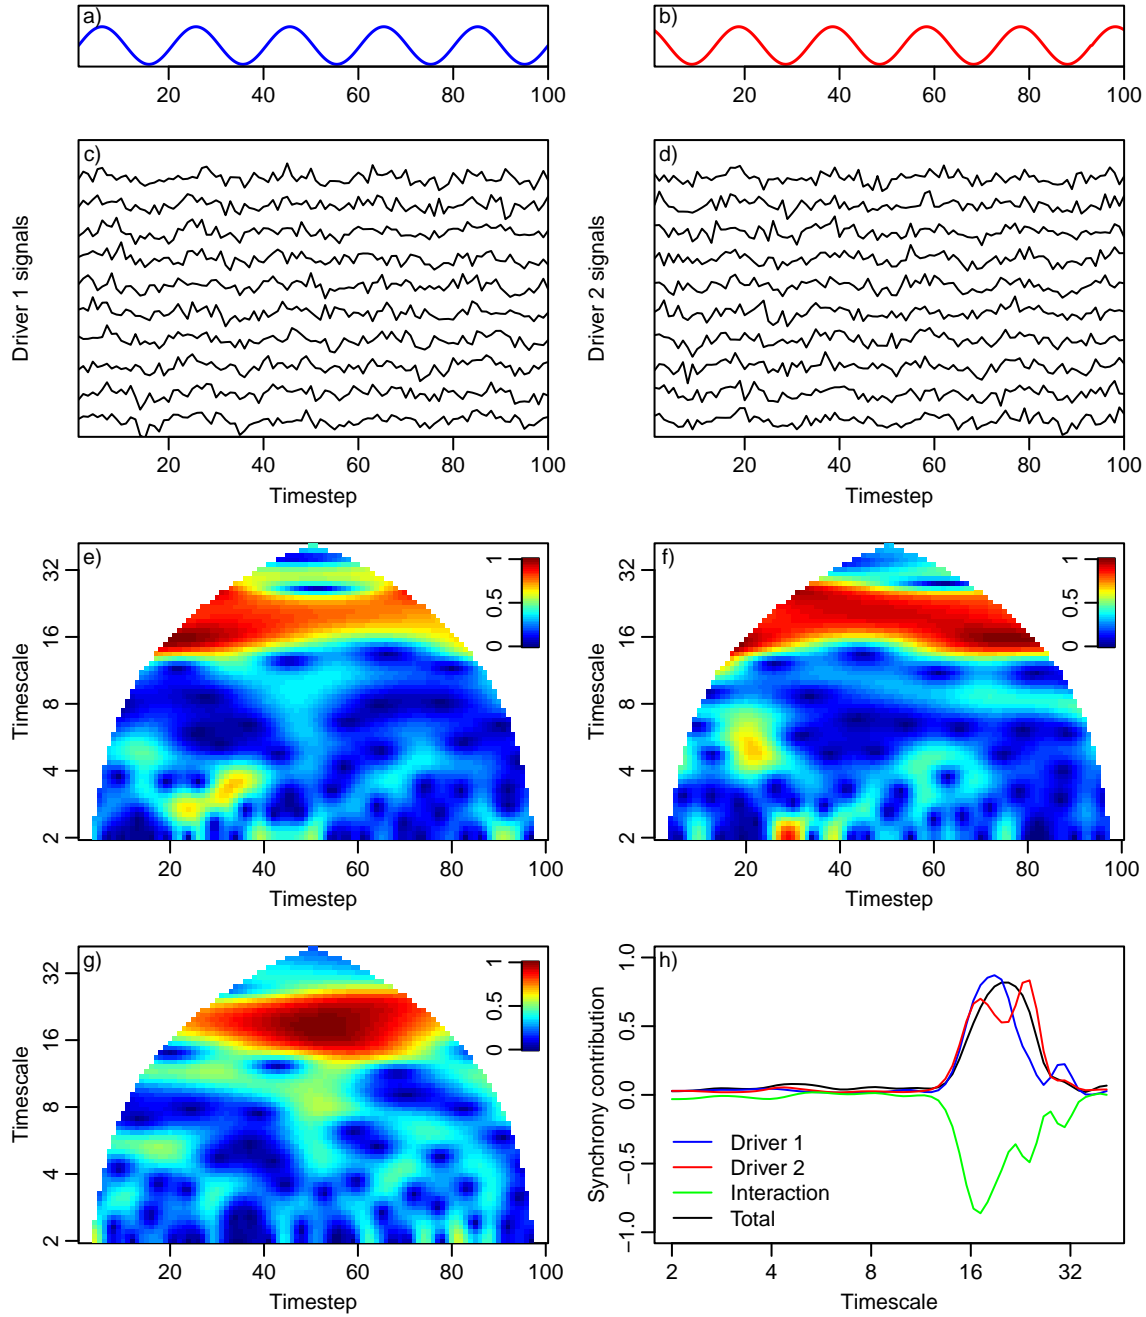 a)
b)
20 40 60 80 100
20 40 60 80 100
c)
d)
Driver 1 signals
Driver 2 signals
20 40 60 80 100
20 40 60 80 100
Timestep
Timestep
e)
f)
0 0.5 1
0 0.5 1
2 4 8 16 32
2 4 8 16 32
Timescale
Timescale
20 40 60 80 100
20 40 60 80 100
Timestep
Timestep
g)
h)
0 0.5 1
2 4 8 16 32
Timescale
−1.0 −0.5 0.0 0.5 1.0
Synchrony contribution
Driver 1
Driver 2
Interaction
Total
20 40 60 80 100
2 4 8 16 32
Timestep
Timescale